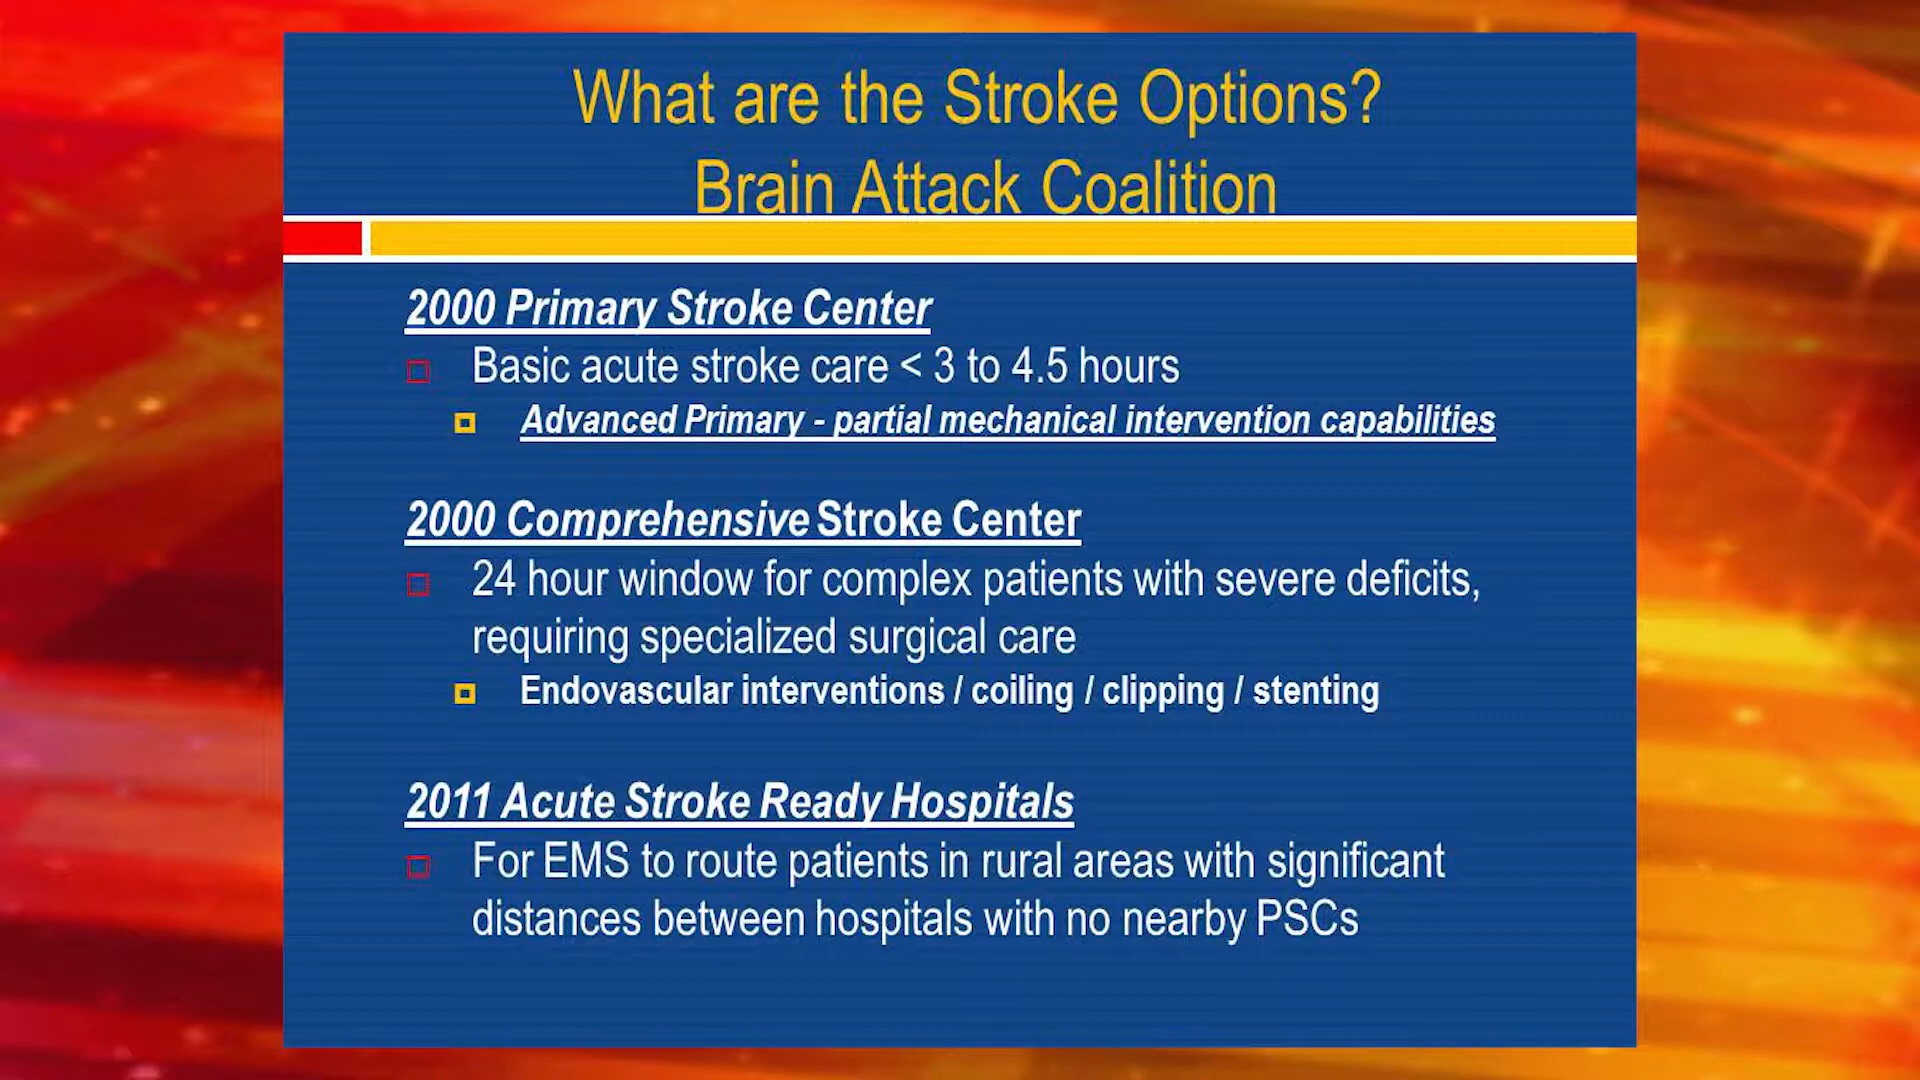 What are the Stroke Options?
Brain Attack Coalition
2000 Primary Stroke Center
Basic acute stroke care < 3 to 4.5 hours
Advanced Primary - partial mechanical intervention capabilities
2000 Comprehensive Stroke Center
24 hour window for complex patients with severe deficits,
requiring specialized surgical care
Endovascular interventions / coiling / clipping / stenting
2011 Acute Stroke Ready Hospitals
For EMS to route patients in rural areas with significant
distances between hospitals with no nearby PSCs